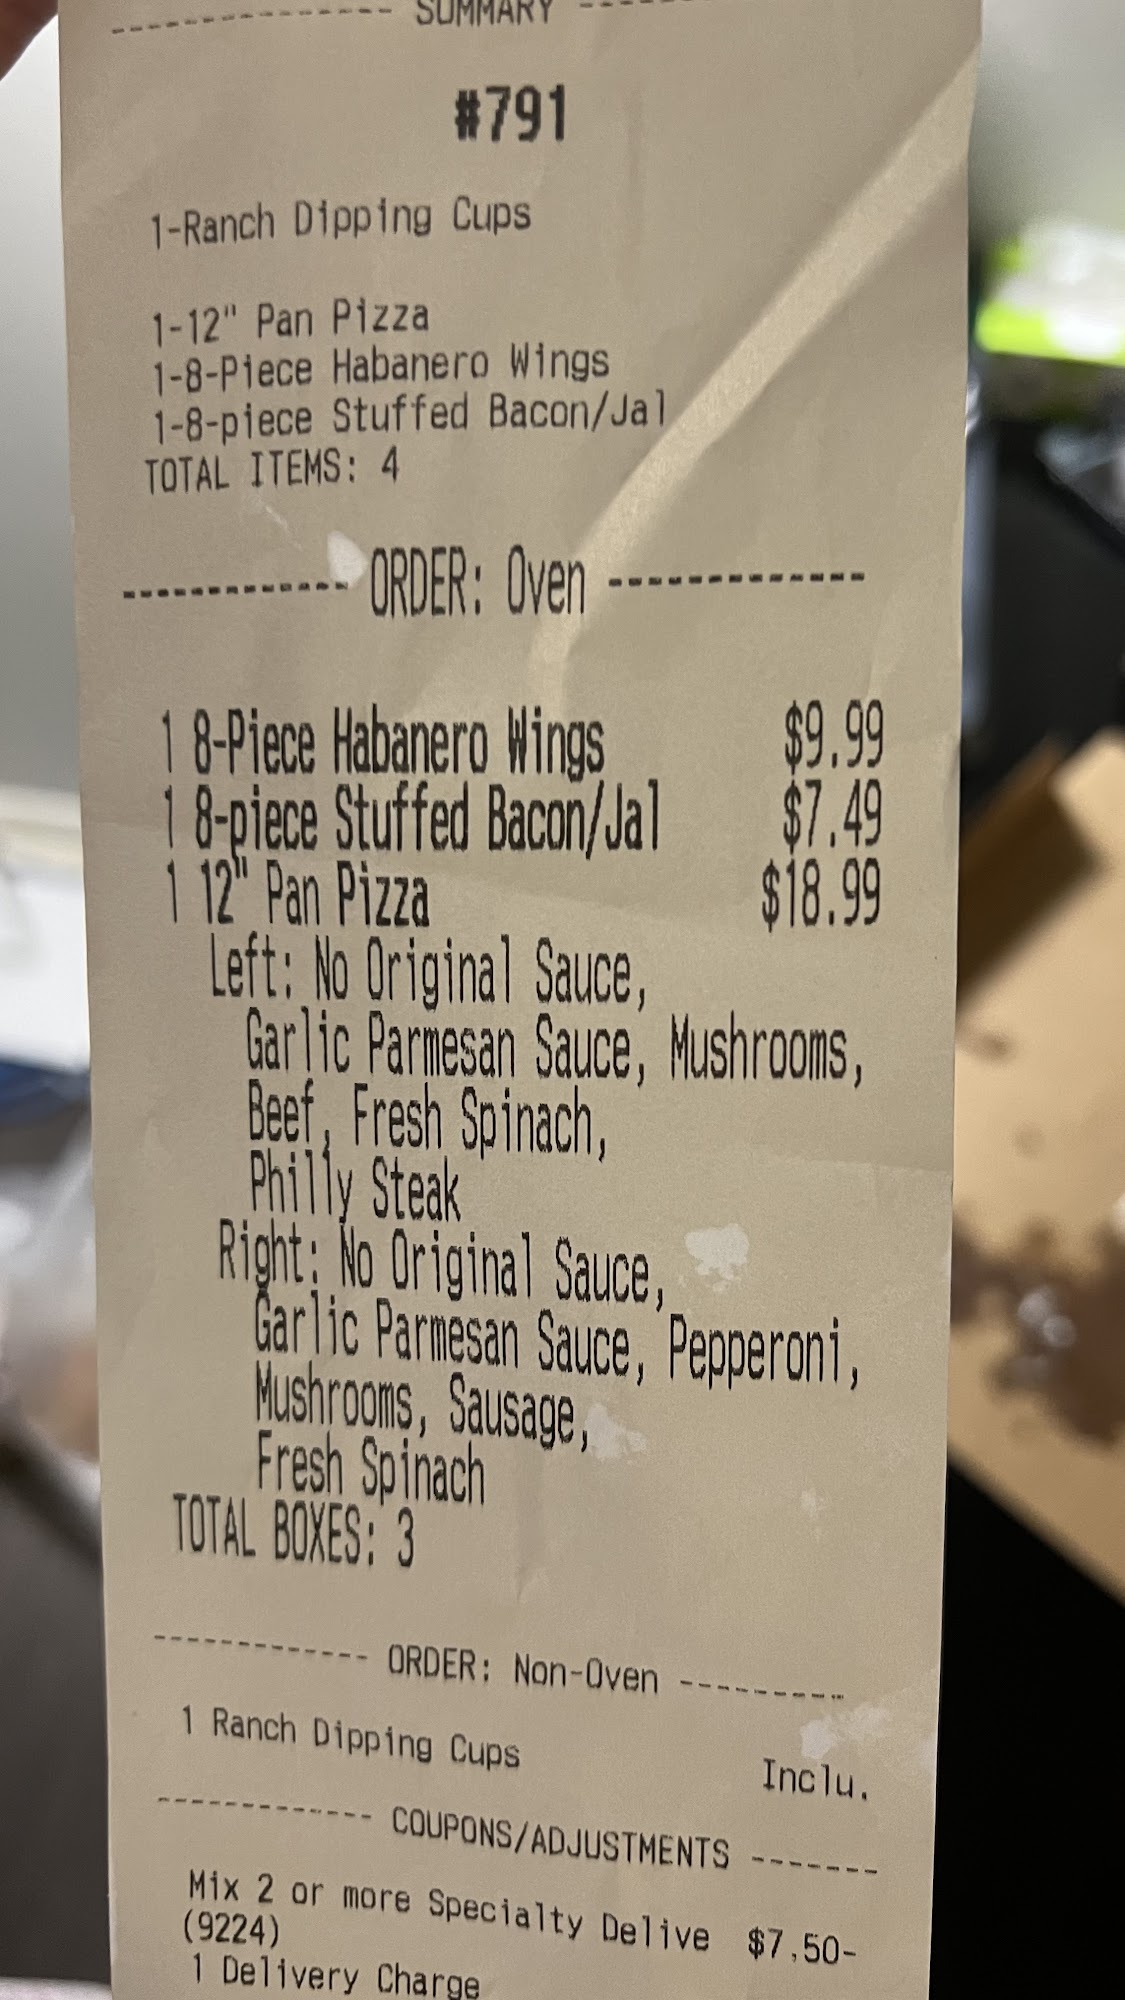 ------------- SUMMARY -----
#791
1-Ranch Dipping Cups
1-12" Pan Pizza
1-8-Piece Habanero Wings
1-8-piece Stuffed Bacon/Jal
TOTAL ITEMS: 4
------------- ORDER: Oven -------------
1 8-Piece Habanero Wings $9.99
1 8-piece Stuffed Bacon/Jal $7.49
1 12" Pan Pizza $18.99
Left: No Original Sauce,
Garlic Parmesan Sauce, Mushrooms,
Beef, Fresh Spinach,
Philly Steak
Right: No Original Sauce,
Garlic Parmesan Sauce, Pepperoni,
Mushrooms, Sausage,
Fresh Spinach
TOTAL BOXES: 3
------------- ORDER: Non-Oven ----------
1 Ranch Dipping Cups Inclu.
------------- COUPONS/ADJUSTMENTS -------
Mix 2 or more Specialty Delive $7.50-
(9224)
1 Delivery Charge